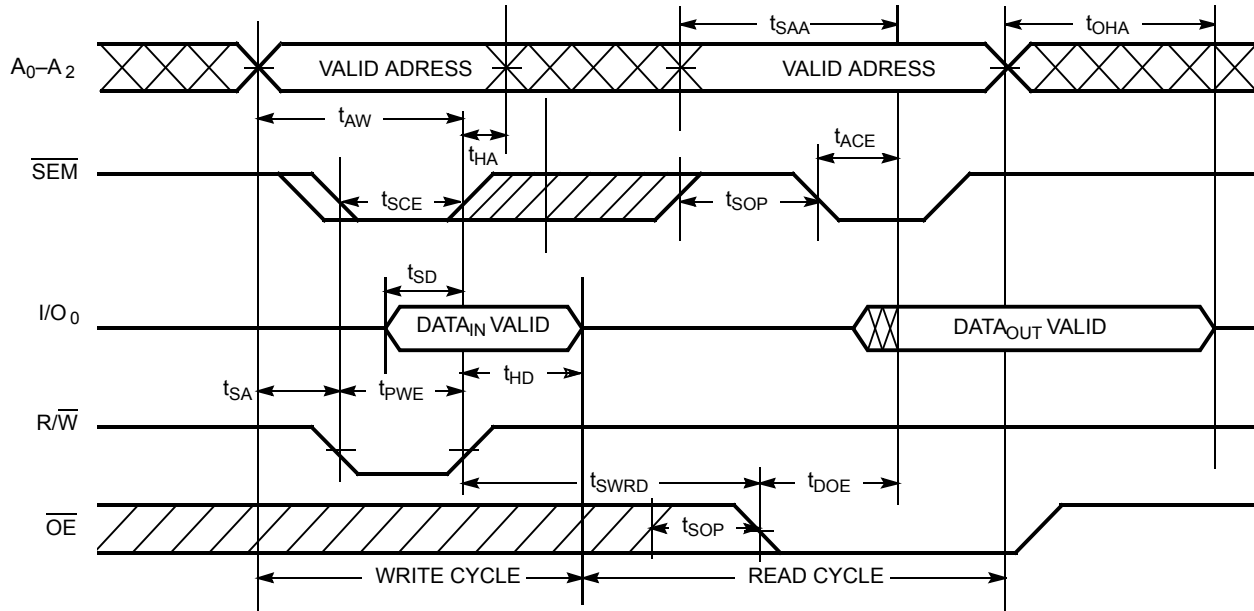 tSAA
tOHA
A0–A2
VALID ADRESS
VALID ADRESS
tAW
tHA
tACE
SEM
tSCE
tSOP
tSD
I/O0
DATAIN VALID
DATAOUT VALID
tSA
tPWE
tHD
R/W
tSWRD
tDOE
OE
tSOP
WRITE CYCLE
READ CYCLE